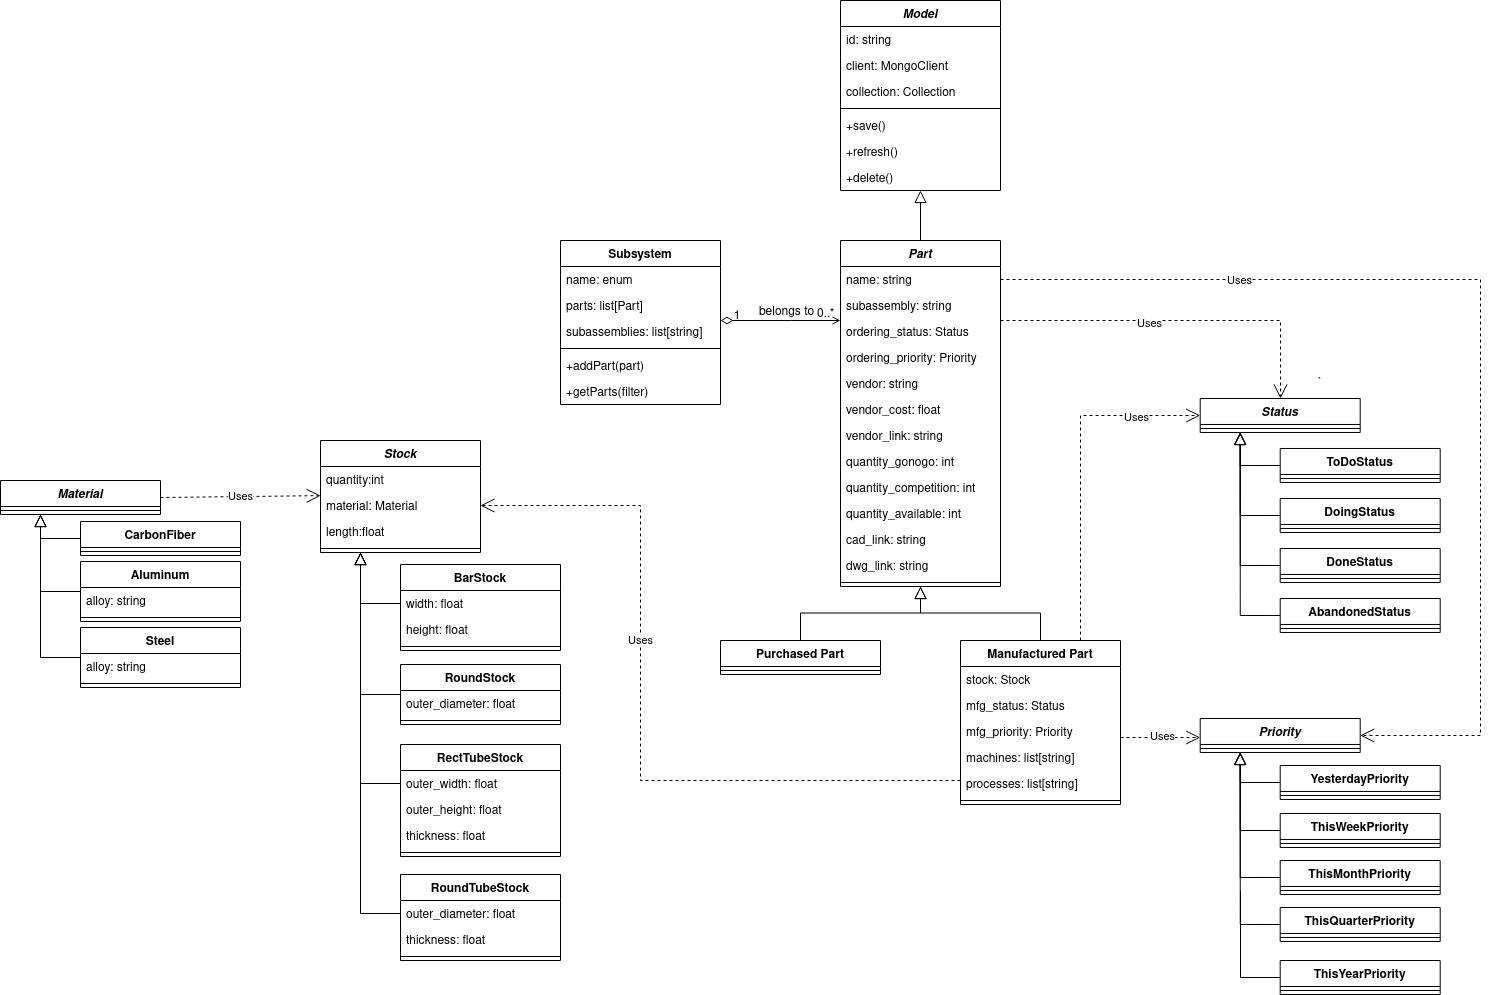 Model
id: string
client: MongoClient
collection: Collection
+save()
+refresh()
+delete()
Subsystem
name: enum
parts: list[Part]
subassemblies: list[string]
+addPart(part)
+getParts(filter)
1
belongs to
0..*
Part
name: string
subassembly: string
ordering_status: Status
ordering_priority: Priority
vendor: string
vendor_cost: float
vendor_link: string
quantity_gonogo: int
quantity_competition: int
quantity_available: int
cad_link: string
dwg_link: string
Uses
Uses
`
Uses
Status
ToDoStatus
DoingStatus
DoneStatus
AbandonedStatus
Material
CarbonFiber
Aluminum
alloy: string
Steel
alloy: string
Uses
Stock
quantity:int
material: Material
length:float
BarStock
width: float
height: float
RoundStock
outer_diameter: float
RectTubeStock
outer_width: float
outer_height: float
thickness: float
RoundTubeStock
outer_diameter: float
thickness: float
Uses
Purchased Part
Manufactured Part
stock: Stock
mfg_status: Status
mfg_priority: Priority
machines: list[string]
processes: list[string]
Uses
Priority
YesterdayPriority
ThisWeekPriority
ThisMonthPriority
ThisQuarterPriority
ThisYearPriority